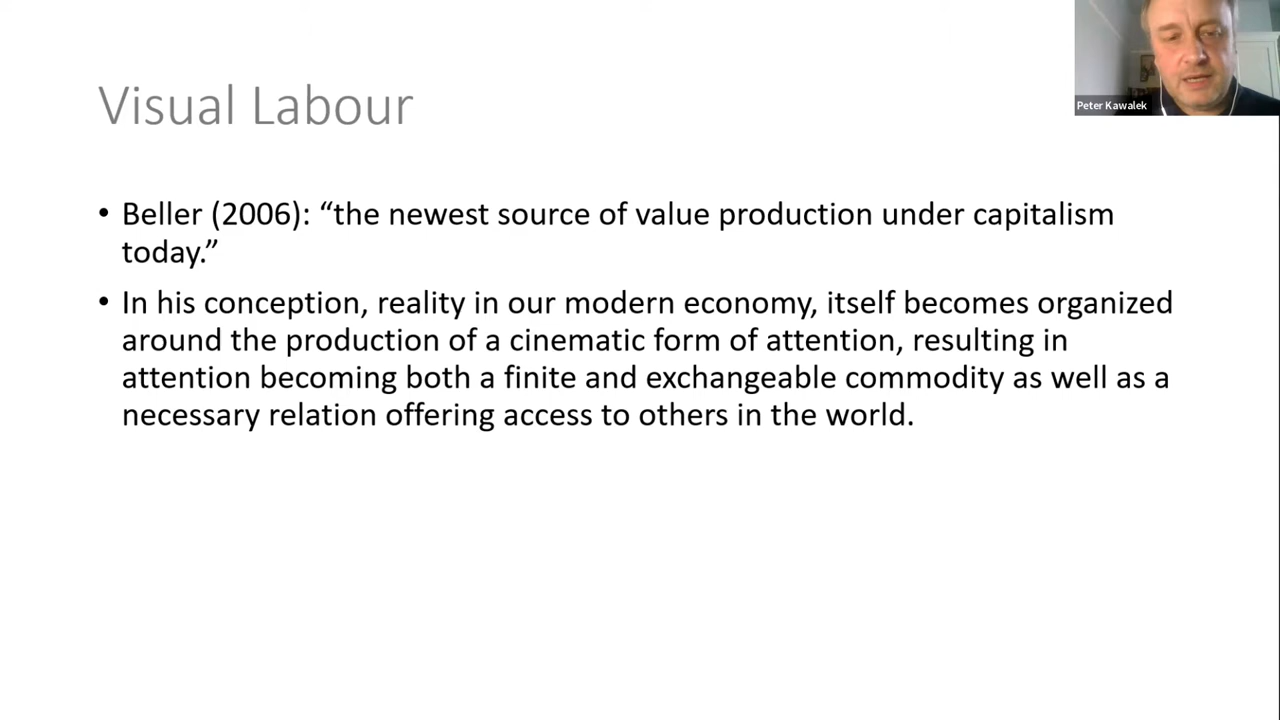 Visual Labour
Peter Kawalek
• Beller (2006): “the newest source of value production under capitalism
today.”
• In his conception, reality in our modern economy, itself becomes organized
around the production of a cinematic form of attention, resulting in
attention becoming both a finite and exchangeable commodity as well as a
necessary relation offering access to others in the world.